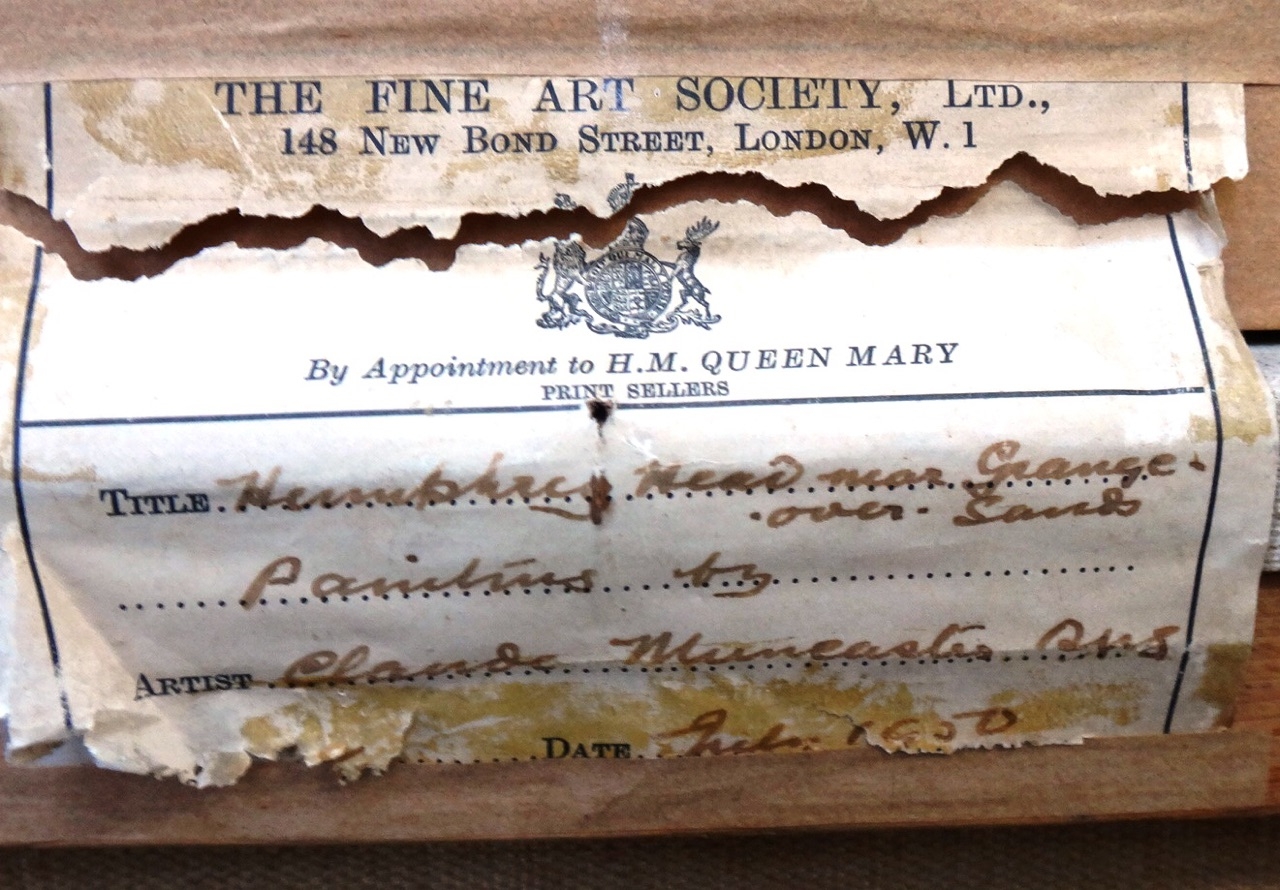 THE FINE ART SOCIETY, LTD.,
148 NEW BOND STREET, LONDON, W. 1
By Appointment to H.M. QUEEN MARY
PRINT SELLERS
TITLE Humphrey Head near Grange-
over-Sands
Painting by
ARTIST Claude Muncaster
DATE 1950